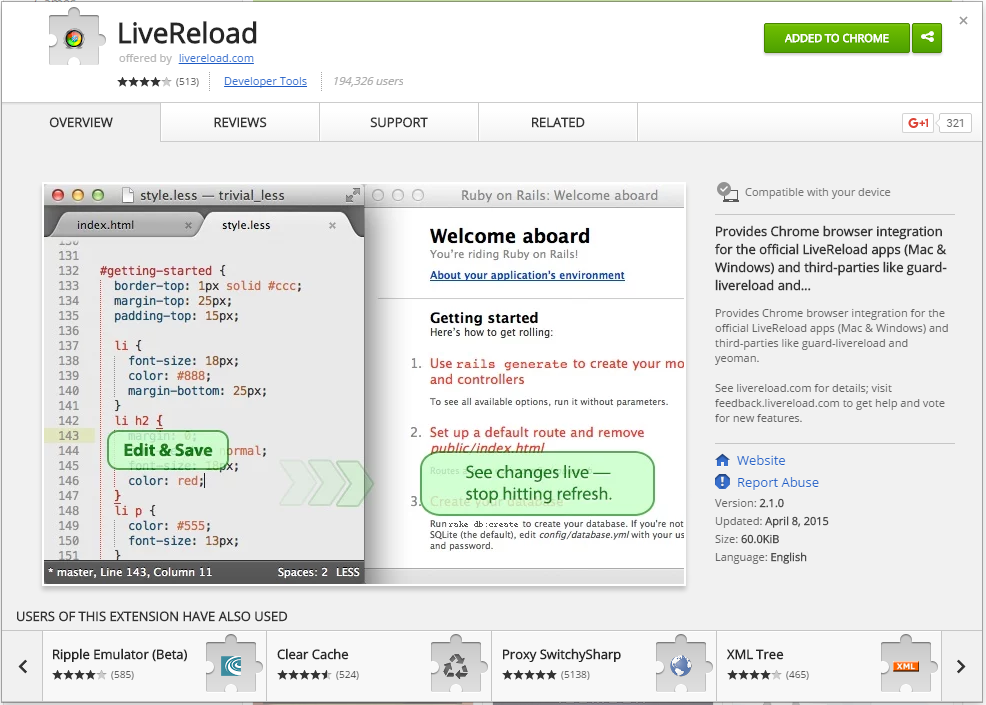 LiveReload
offered by livereload.com
(513) Developer Tools 194,326 users
ADDED TO CHROME
OVERVIEW REVIEWS SUPPORT RELATED
G+1 321
style.less — trivial_less
index.html × style.less ×
131
132 #getting-started {
133 border-top: 1px solid #ccc;
134 margin-top: 25px;
135 padding-top: 15px;
136
137 li {
138 font-size: 18px;
139 color: #888;
140 margin-bottom: 25px;
141 }
142 li h2 {
143 margin: 0;
144 normal;
145 font-size: 18px;
146 color: red;
147 }
148 li p {
149 color: #555;
150 font-size: 13px;
151 }
* master, Line 143, Column 11 Spaces: 2 LESS
Edit & Save
Ruby on Rails: Welcome aboard
Welcome aboard
You're riding Ruby on Rails!
About your application's environment
Getting started
Here's how to get rolling:
1. Use rails generate to create your mo
and controllers
To see all available options, run it without parameters.
2. Set up a default route and remove
public/index.html
Routes
See changes live —
stop hitting refresh.
3. Create your database
Run rake db:create to create your database. If you're not
SQLite (the default), edit config/database.yml with your us
and password.
Compatible with your device
Provides Chrome browser integration
for the official LiveReload apps (Mac &
Windows) and third-parties like guard-
livereload and...
Provides Chrome browser integration for the
official LiveReload apps (Mac & Windows) and
third-parties like guard-livereload and
yeoman.
See livereload.com for details; visit
feedback.livereload.com to get help and vote
for new features.
Website
Report Abuse
Version: 2.1.0
Updated: April 8, 2015
Size: 60.0KiB
Language: English
USERS OF THIS EXTENSION HAVE ALSO USED
Ripple Emulator (Beta)
(585)
Clear Cache
(524)
Proxy SwitchySharp
(5138)
XML Tree
(465)
XML